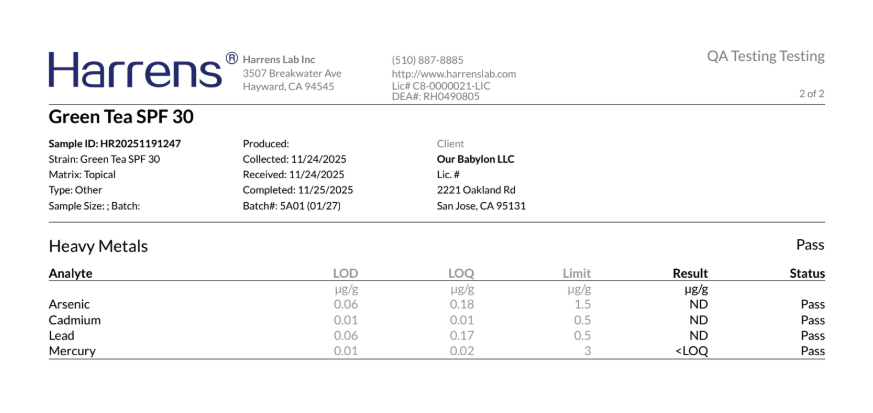 Harrens® Harrens Lab Inc (510) 887-8885 QA Testing Testing
3507 Breakwater Ave http://www.harrenslab.com
Hayward, CA 94545 Lic# C8-0000021-LIC
DEA#: RH0490805 2 of 2
Green Tea SPF 30
Sample ID: HR20251191247 Produced: Client
Strain: Green Tea SPF 30 Collected: 11/24/2025 Our Babylon LLC
Matrix: Topical Received: 11/24/2025 Lic. #
Type: Other Completed: 11/25/2025 2221 Oakland Rd
Sample Size: ; Batch: Batch#: 5A01 (01/27) San Jose, CA 95131
Heavy Metals Pass
Analyte LOD LOQ Limit Result Status
µg/g µg/g µg/g µg/g
Arsenic 0.06 0.18 1.5 ND Pass
Cadmium 0.01 0.01 0.5 ND Pass
Lead 0.06 0.17 0.5 ND Pass
Mercury 0.01 0.02 3 <LOQ Pass